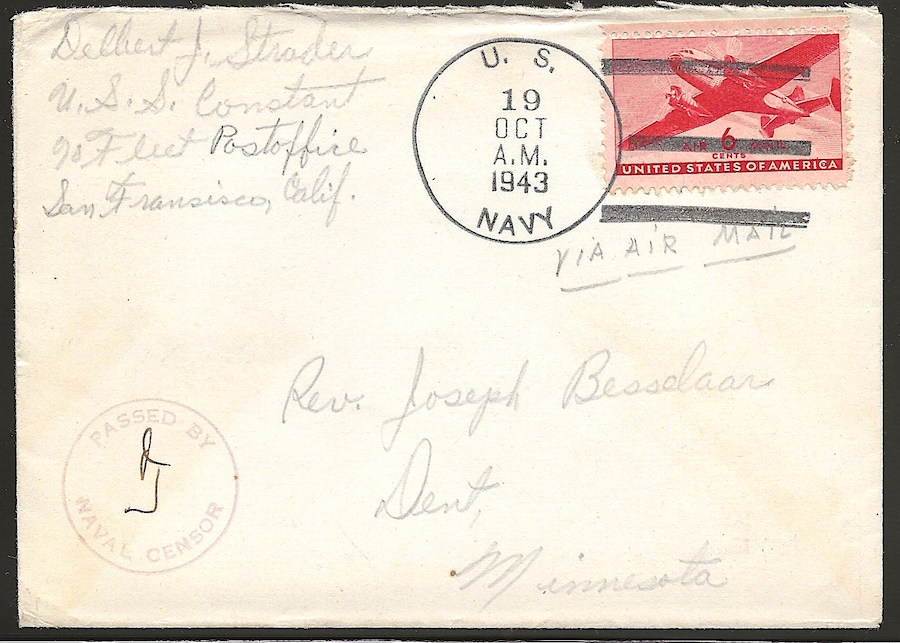 Delbert J. Strader
U.S.S. Constant
℅ Fleet Postoffice
San Fransisco, Calif.
U. S.
19
OCT
A.M.
1943
NAVY
AIR 6 MAIL
CENTS
UNITED STATES OF AMERICA
VIA AIR MAIL
Rev. Joseph Besselaar
Dent,
Minnesota
PASSED BY
NAVAL CENSOR